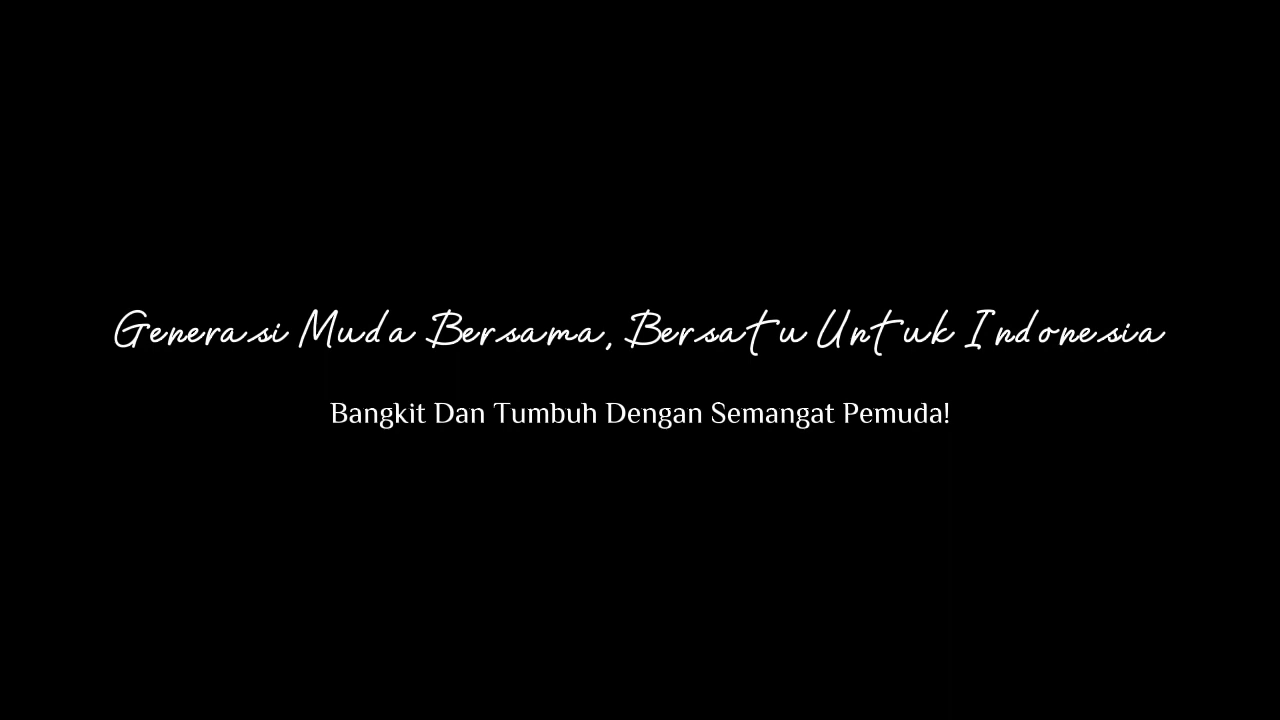 Generasi Muda Bersama, Bersatu Untuk Indonesia
Bangkit Dan Tumbuh Dengan Semangat Pemuda!